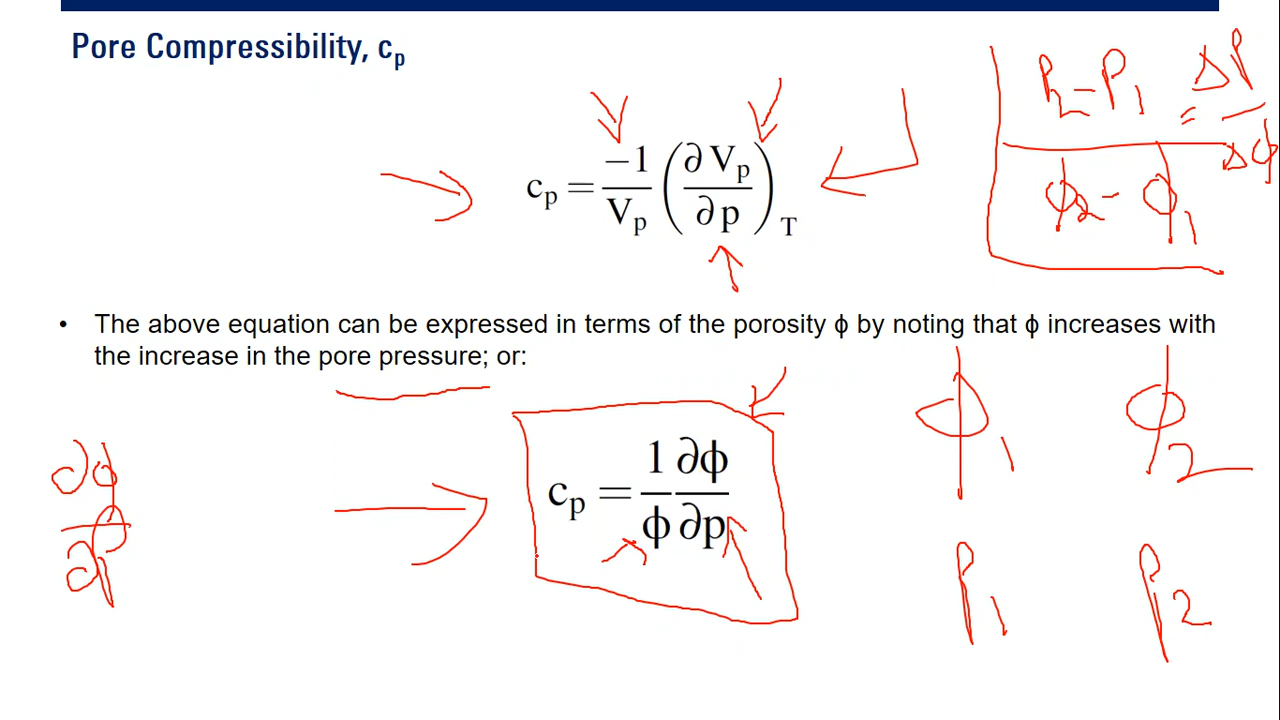 Pore Compressibility, cₚ
P₂ - P₁ = ΔP
ϕ₂ - ϕ₁ Δϕ
cₚ = -1/Vₚ (∂Vₚ/∂p)T
• The above equation can be expressed in terms of the porosity ϕ by noting that ϕ increases with
the increase in the pore pressure; or:
ϕ₁ ϕ₂
∂ϕ
∂p
cₚ = 1/ϕ ∂ϕ/∂p
P₁ P₂